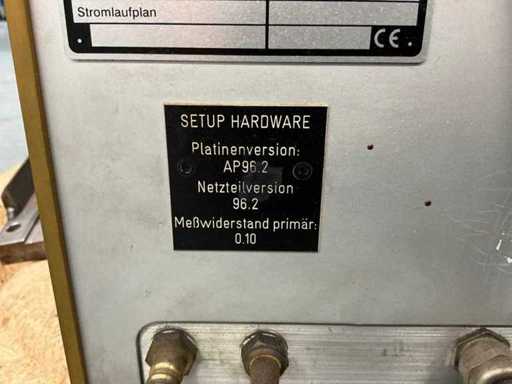 Stromlaufplan
CE
SETUP HARDWARE
Platinenversion:
AP96.2
Netzteilversion
96.2
Meßwiderstand primär:
0.10